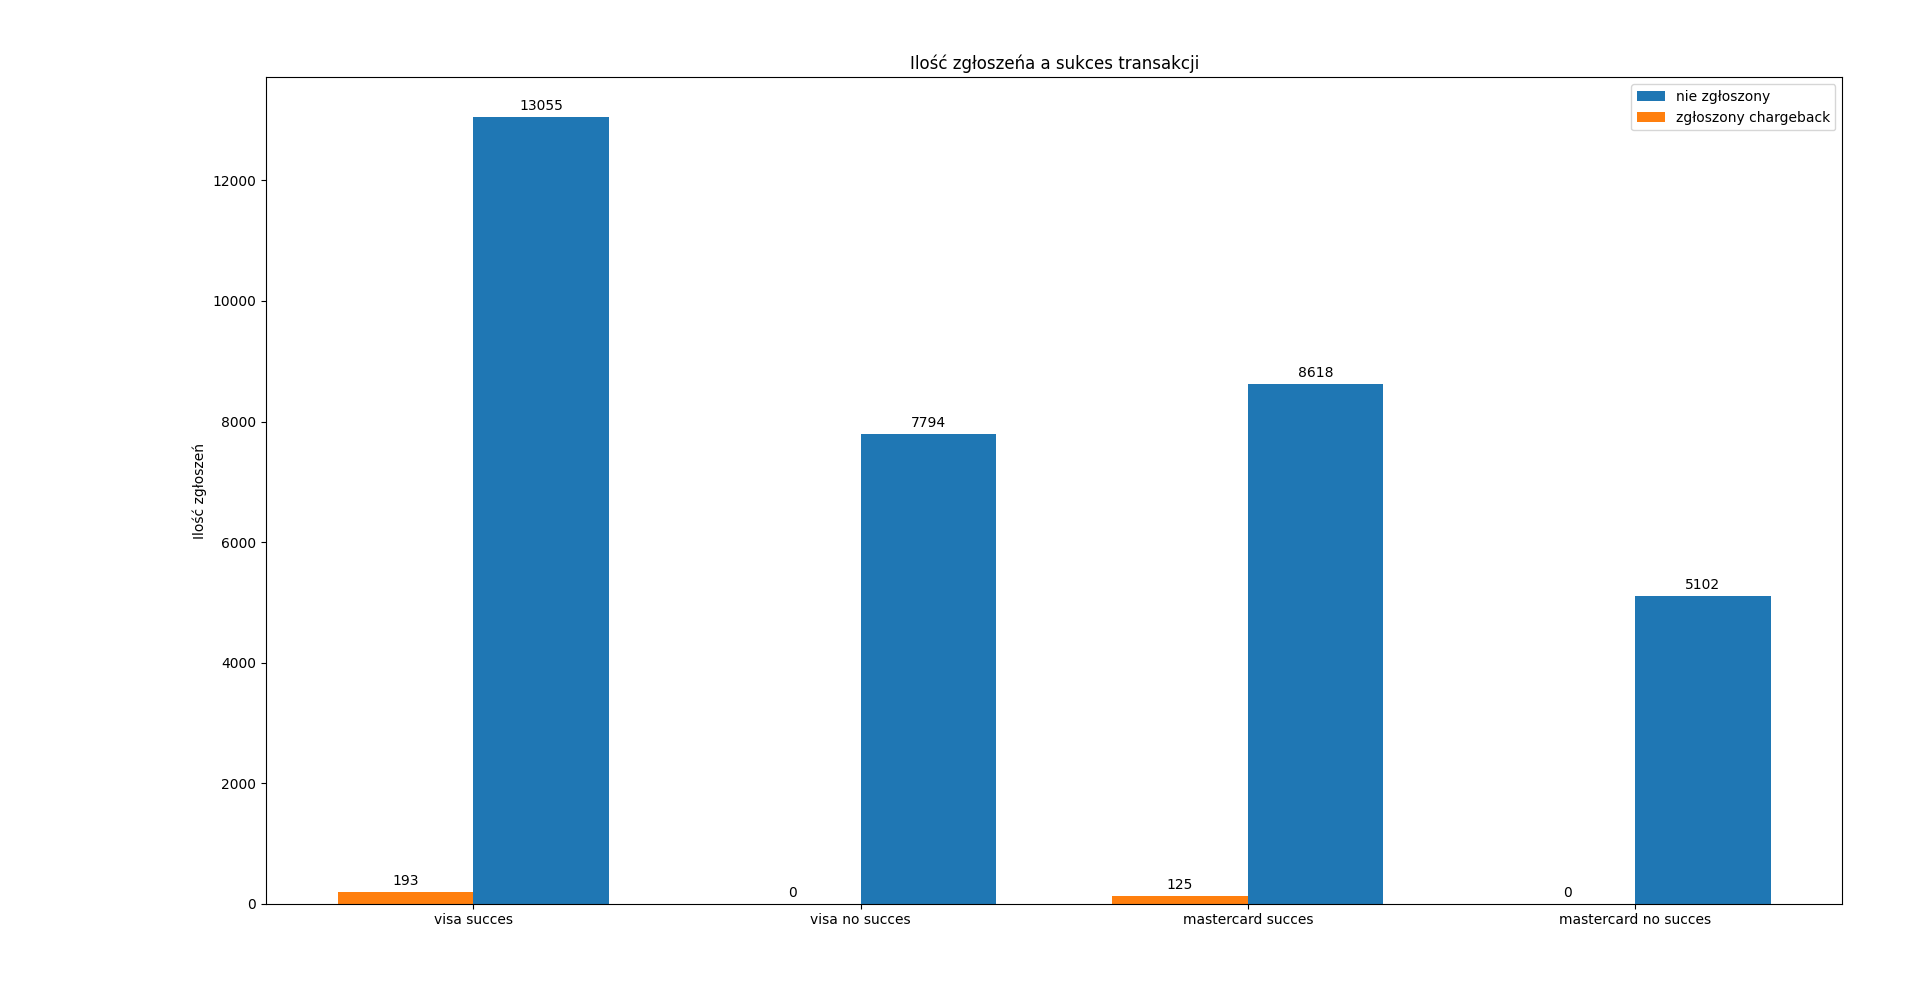 Ilość zgłoszeńa a sukces transakcji
nie zgłoszony
zgłoszony chargeback
13055
12000
10000
8618
8000
7794
Ilość zgłoszeń
6000
5102
4000
2000
193
125
0
0
0
visa succes
visa no succes
mastercard succes
mastercard no succes